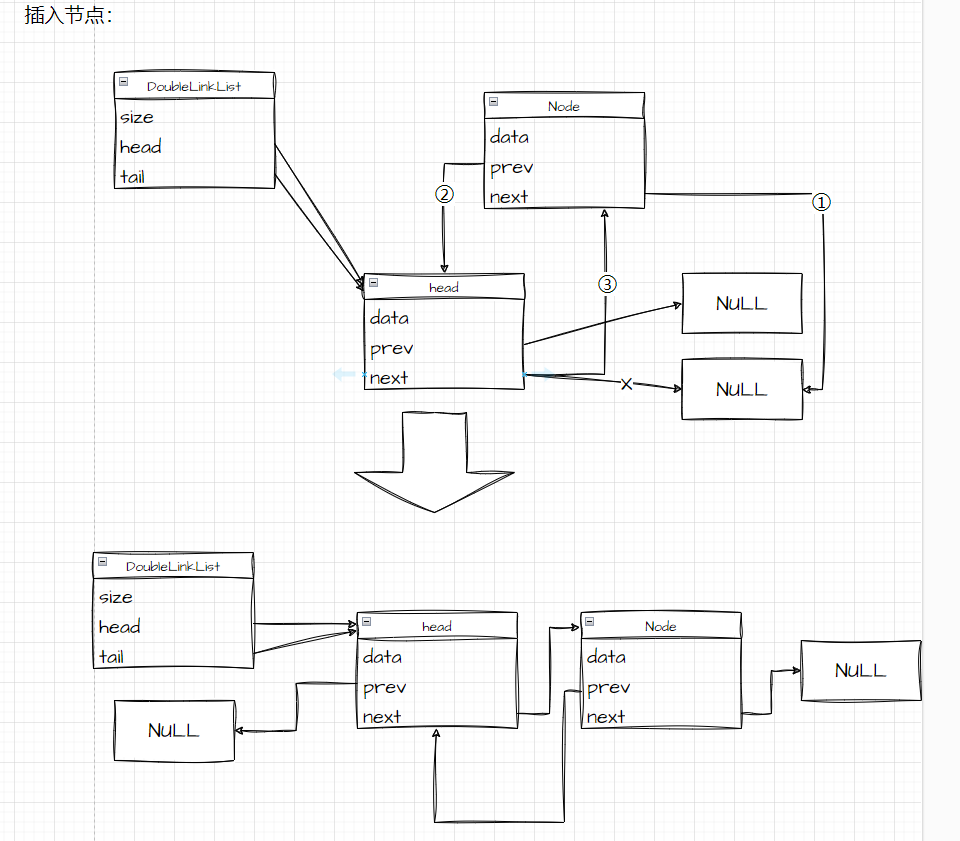 插入节点：
DoubleLinkList
size
head
tail
Node
data
prev
next
②
①
③
head
data
prev
next
NULL
NULL
X
DoubleLinkList
size
head
tail
head
data
prev
next
Node
data
prev
next
NULL
NULL